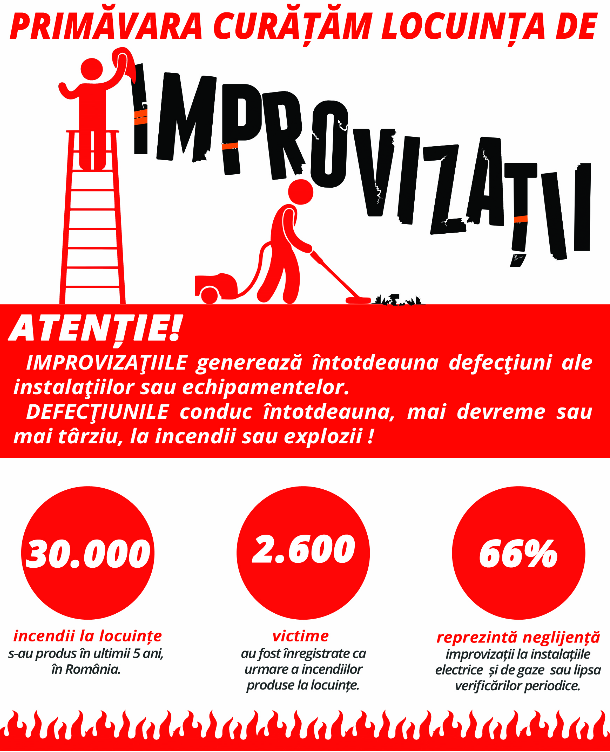 PRIMĂVARA CURĂȚĂM LOCUINȚA DE
IMPROVIZAȚII
ATENȚIE!
IMPROVIZAŢIILE generează întotdeauna defecţiuni ale
instalaţiilor sau echipamentelor.
DEFECŢIUNILE conduc întotdeauna, mai devreme sau
mai târziu, la incendii sau explozii !
30.000
incendii la locuințe
s-au produs în ultimii 5 ani,
în România.
2.600
victime
au fost înregistrate ca
urmare a incendiilor
produse la locuințe.
66%
reprezintă neglijență
improvizații la instalațiile
electrice și de gaze sau lipsa
verificărilor periodice.